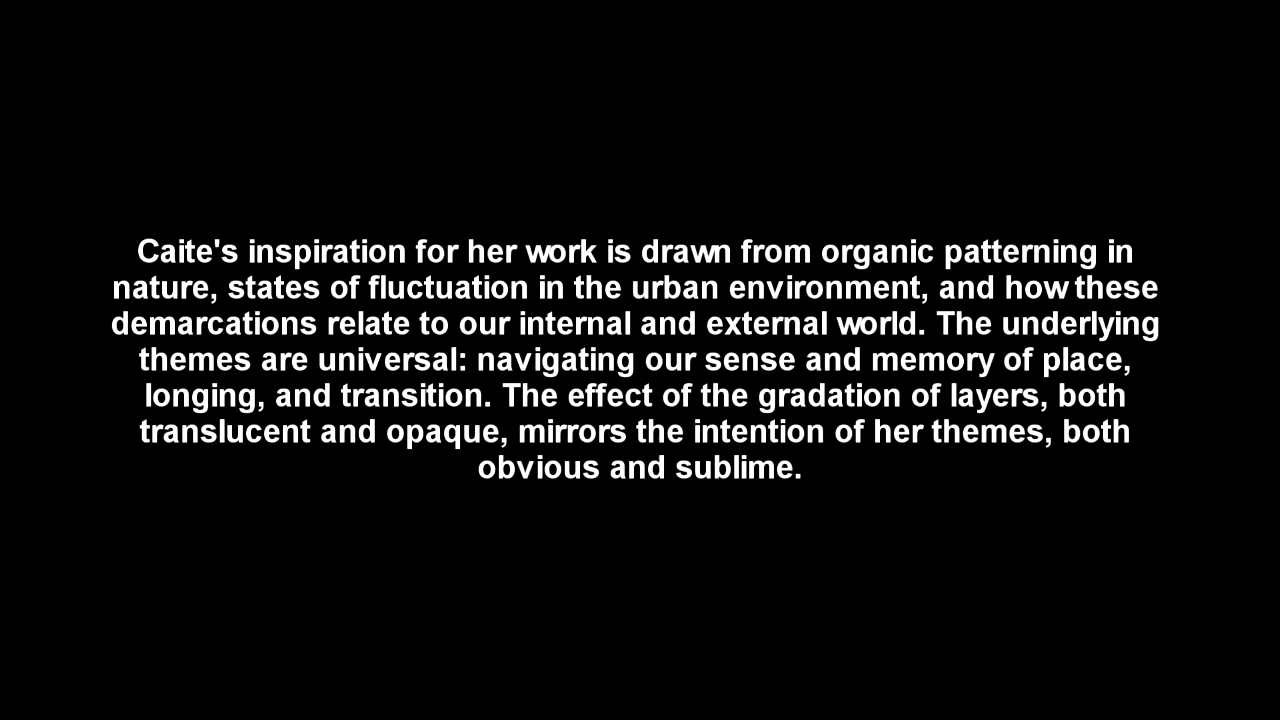 Caite's inspiration for her work is drawn from organic patterning in
nature, states of fluctuation in the urban environment, and how these
demarcations relate to our internal and external world. The underlying
themes are universal: navigating our sense and memory of place,
longing, and transition. The effect of the gradation of layers, both
translucent and opaque, mirrors the intention of her themes, both
obvious and sublime.